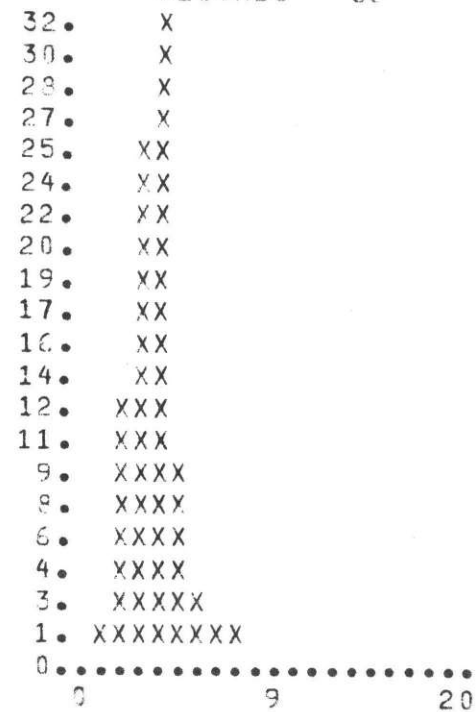 32. X
30. X
28. X
27. X
25. XX
24. XX
22. XX
20. XX
19. XX
17. XX
16. XX
14. XX
12. XXX
11. XXX
9. XXXX
8. XXXX
6. XXXX
4. XXXX
3. XXXXX
1. XXXXXXXX
0......................
0 9 20